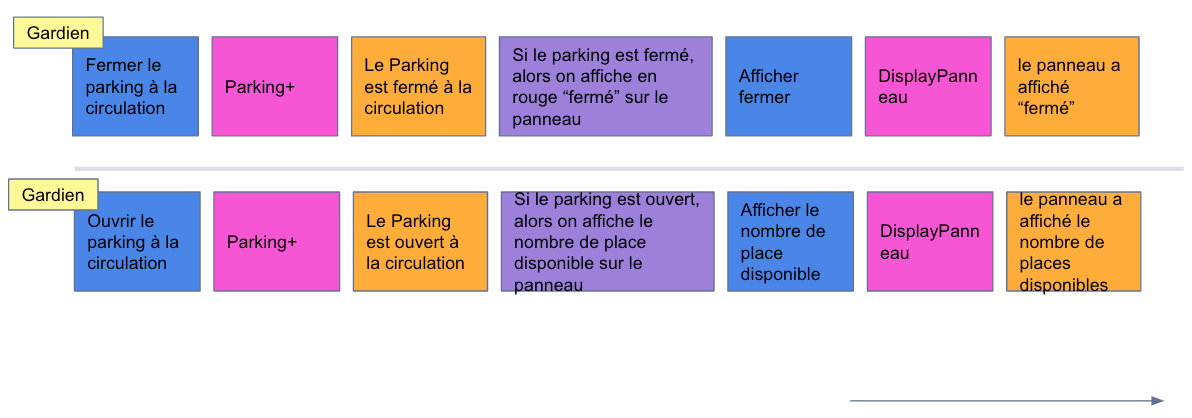 Gardien
Fermer le
parking à la
circulation
Parking+
Le Parking
est fermé à la
circulation
Si le parking est fermé,
alors on affiche en
rouge “fermé” sur le
panneau
Afficher
fermer
DisplayPann
eau
le panneau a
affiché
“fermé”
Gardien
Ouvrir le
parking à la
circulation
Parking+
Le Parking
est ouvert à
la circulation
Si le parking est ouvert,
alors on affiche le
nombre de place
disponible sur le
panneau
Afficher le
nombre de
place
disponible
DisplayPann
eau
le panneau a
affiché le
nombre de
places
disponibles